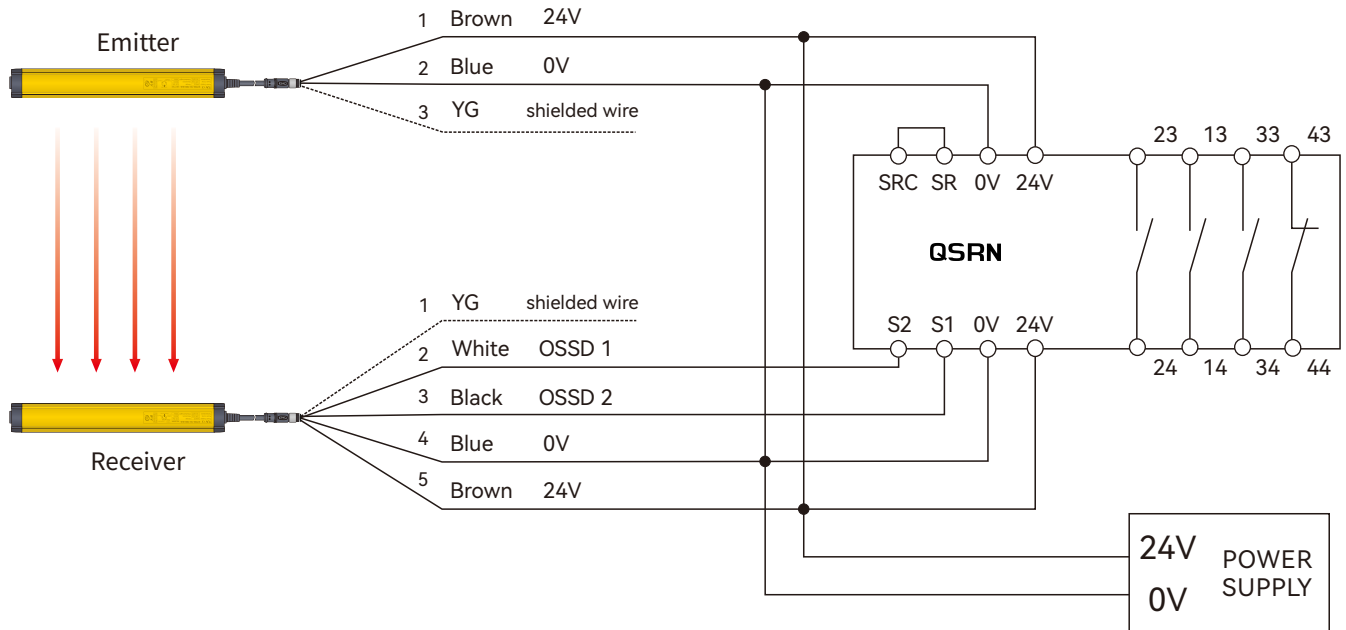 1 Brown 24V
Emitter
2 Blue 0V
3 YG shielded wire
23 13 33 43
SRC SR 0V 24V
QSRN
1 YG shielded wire
S2 S1 0V 24V
2 White OSSD 1
24 14 34 44
3 Black OSSD 2
4 Blue 0V
Receiver
5 Brown 24V
24V
POWER
SUPPLY
0V